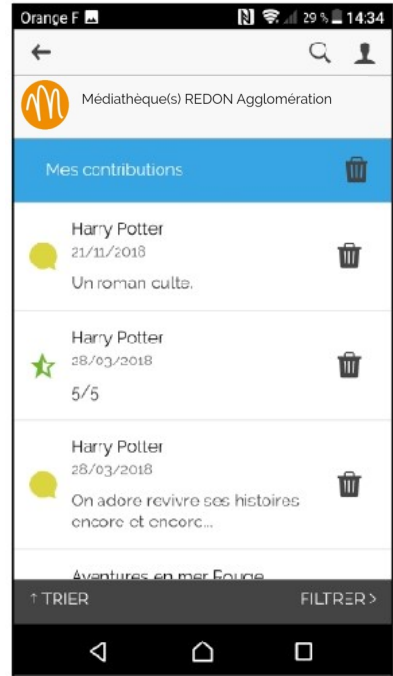 Orange F 29 % 14:34
Médiathèque(s) REDON Agglomération
Mes contributions
Harry Potter
21/11/2018
Un roman culte.
Harry Potter
28/03/2018
5/5
Harry Potter
28/03/2018
On adore revivre ses histoires
encore et encore...
Aventures en mer Rouge
↑ TRIER FILTRER >